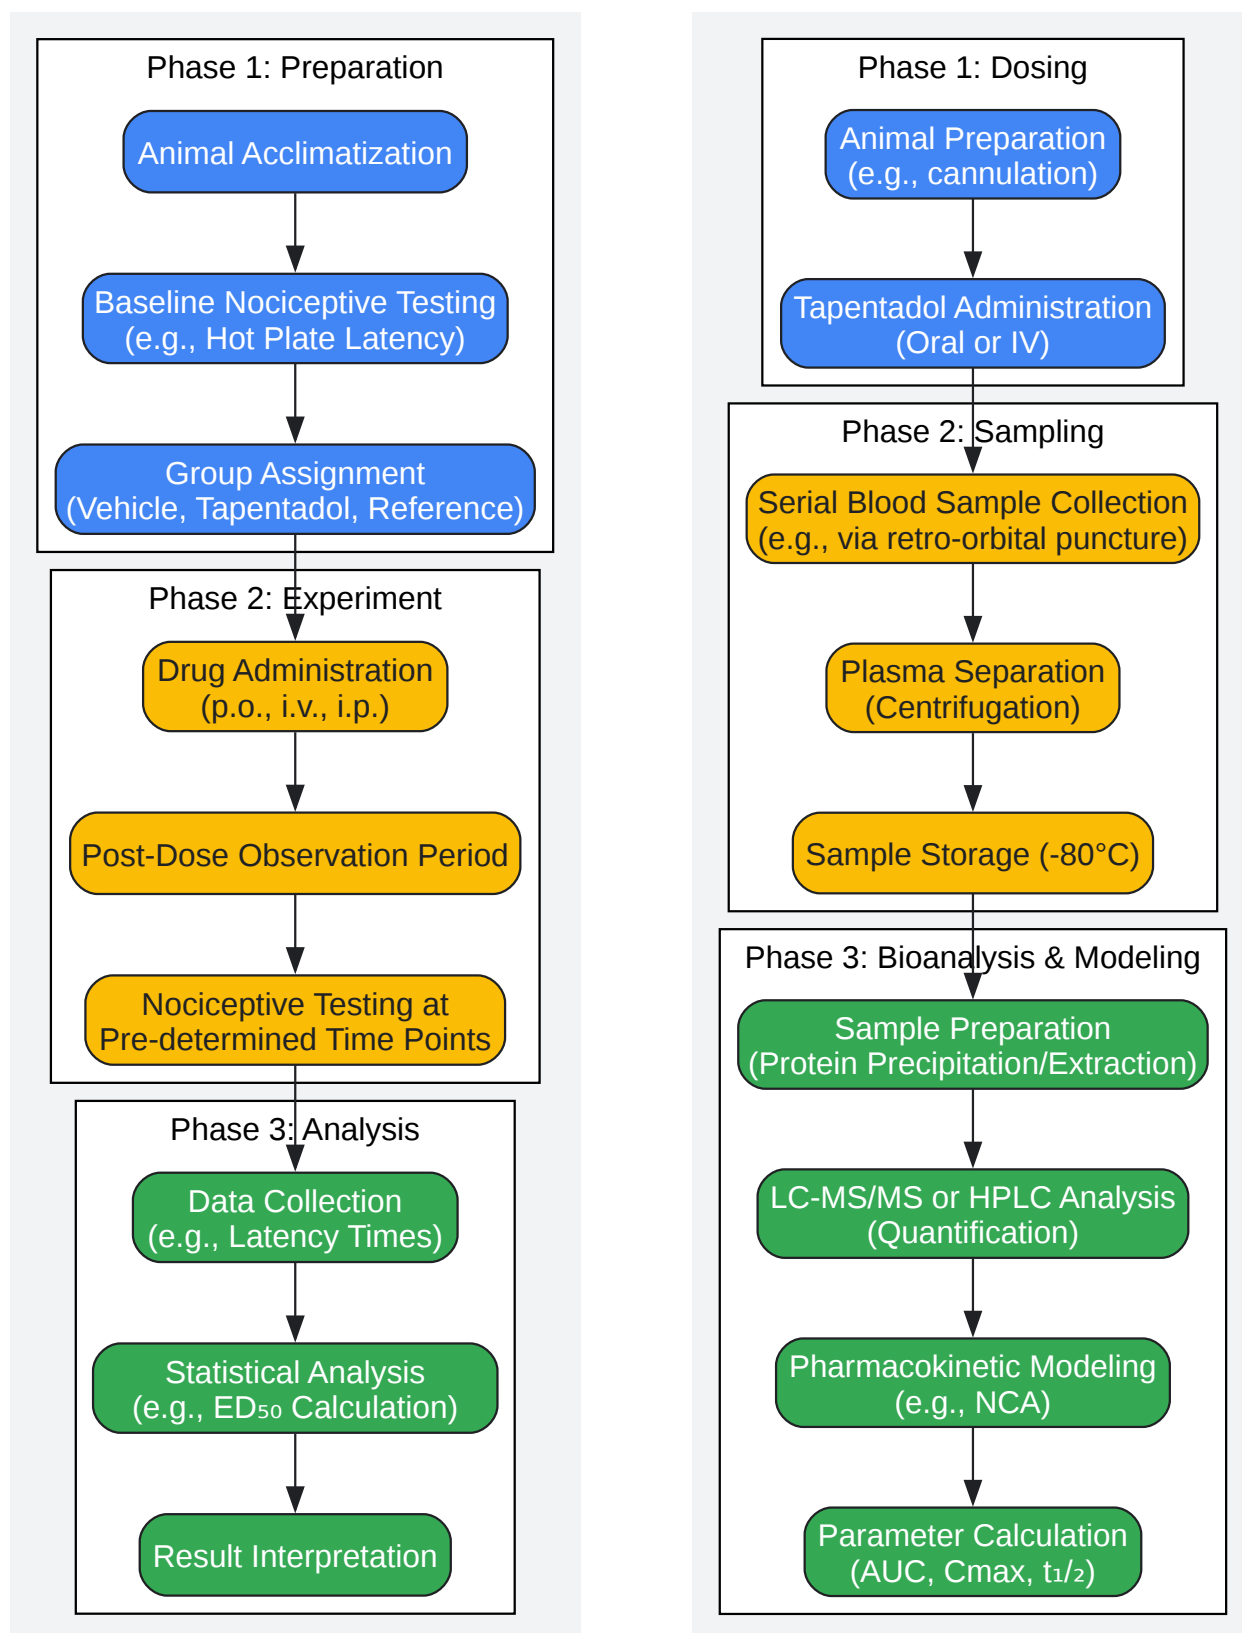 Phase 1: Preparation
Animal Acclimatization
Baseline Nociceptive Testing
(e.g., Hot Plate Latency)
Group Assignment
(Vehicle, Tapentadol, Reference)
Phase 2: Experiment
Drug Administration
(p.o., i.v., i.p.)
Post-Dose Observation Period
Nociceptive Testing at
Pre-determined Time Points
Phase 3: Analysis
Data Collection
(e.g., Latency Times)
Statistical Analysis
(e.g., ED₅₀ Calculation)
Result Interpretation
Phase 1: Dosing
Animal Preparation
(e.g., cannulation)
Tapentadol Administration
(Oral or IV)
Phase 2: Sampling
Serial Blood Sample Collection
(e.g., via retro-orbital puncture)
Plasma Separation
(Centrifugation)
Sample Storage (-80°C)
Phase 3: Bioanalysis & Modeling
Sample Preparation
(Protein Precipitation/Extraction)
LC-MS/MS or HPLC Analysis
(Quantification)
Pharmacokinetic Modeling
(e.g., NCA)
Parameter Calculation
(AUC, Cmax, t₁/₂)